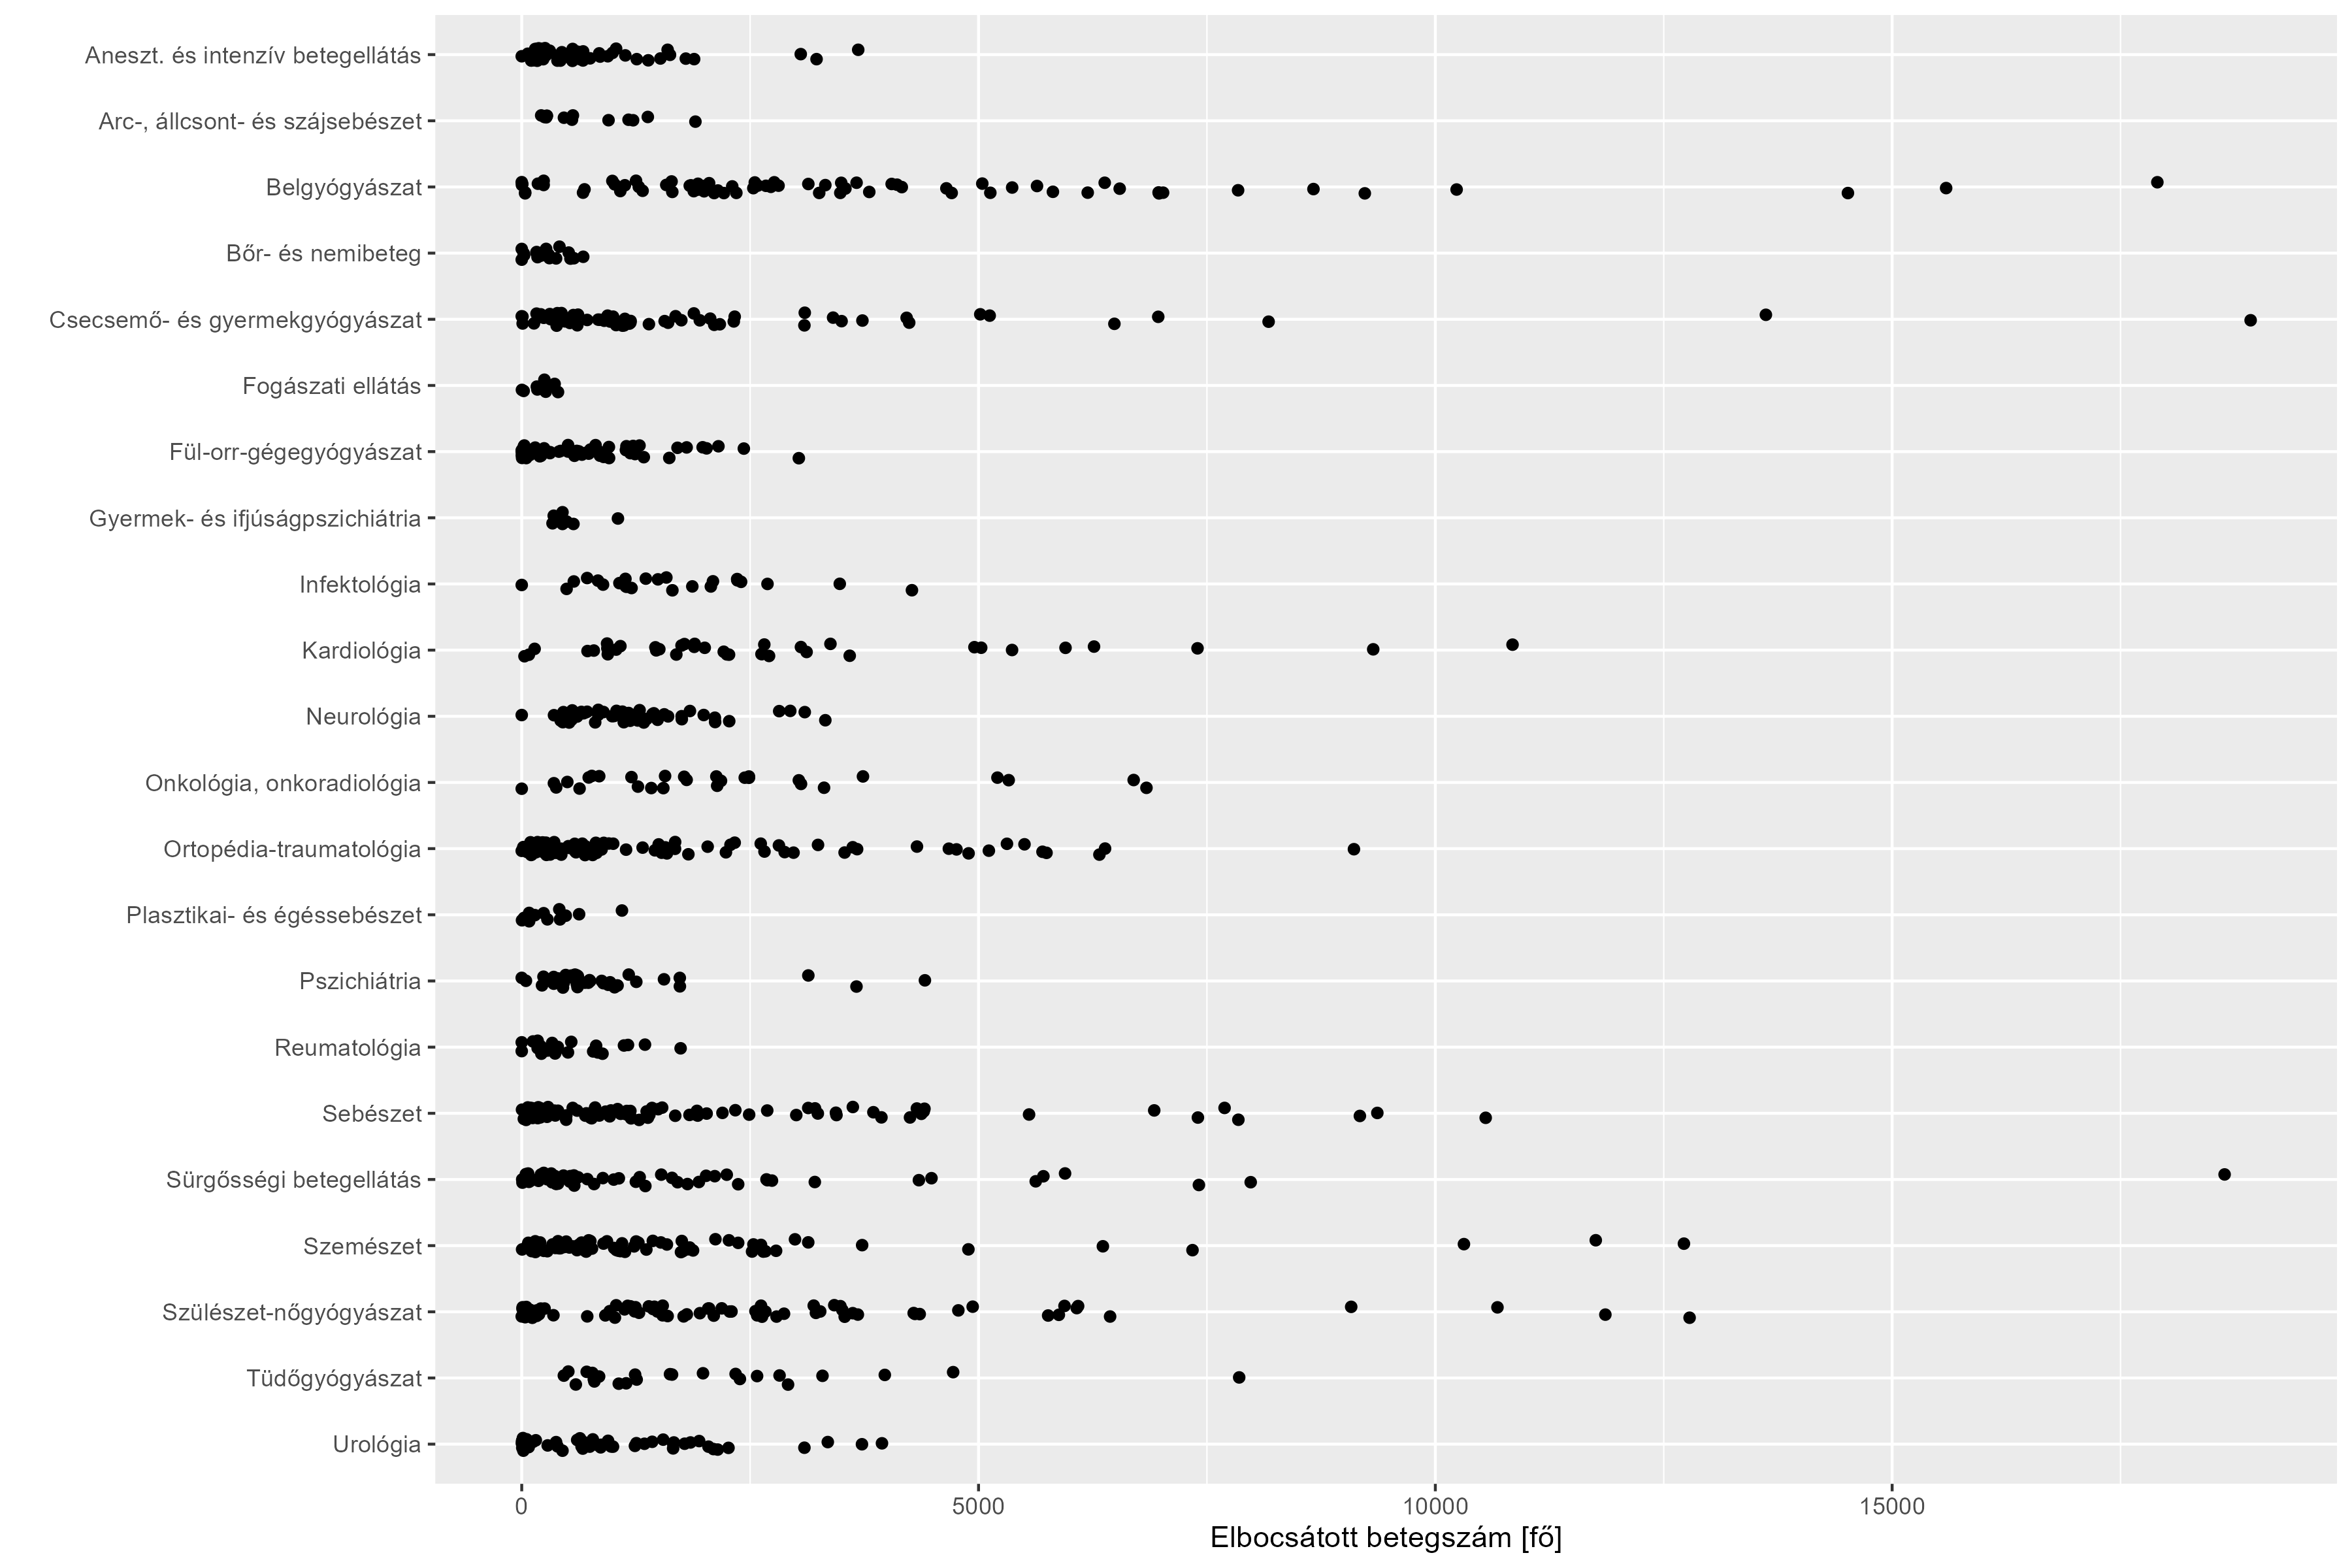 Aneszt. és intenzív betegellátás
Arc-, állcsont- és szájsebészet
Belgyógyászat
Bőr- és nemibeteg
Csecsemő- és gyermekgyógyászat
Fogászati ellátás
Fül-orr-gégegyógyászat
Gyermek- és ifjúságpszichiátria
Infektológia
Kardiológia
Neurológia
Onkológia, onkoradiológia
Ortopédia-traumatológia
Plasztikai- és égéssebészet
Pszichiátria
Reumatológia
Sebészet
Sürgősségi betegellátás
Szemészet
Szülészet-nőgyógyászat
Tüdőgyógyászat
Urológia
0 5000 10000 15000
Elbocsátott betegszám [fő]